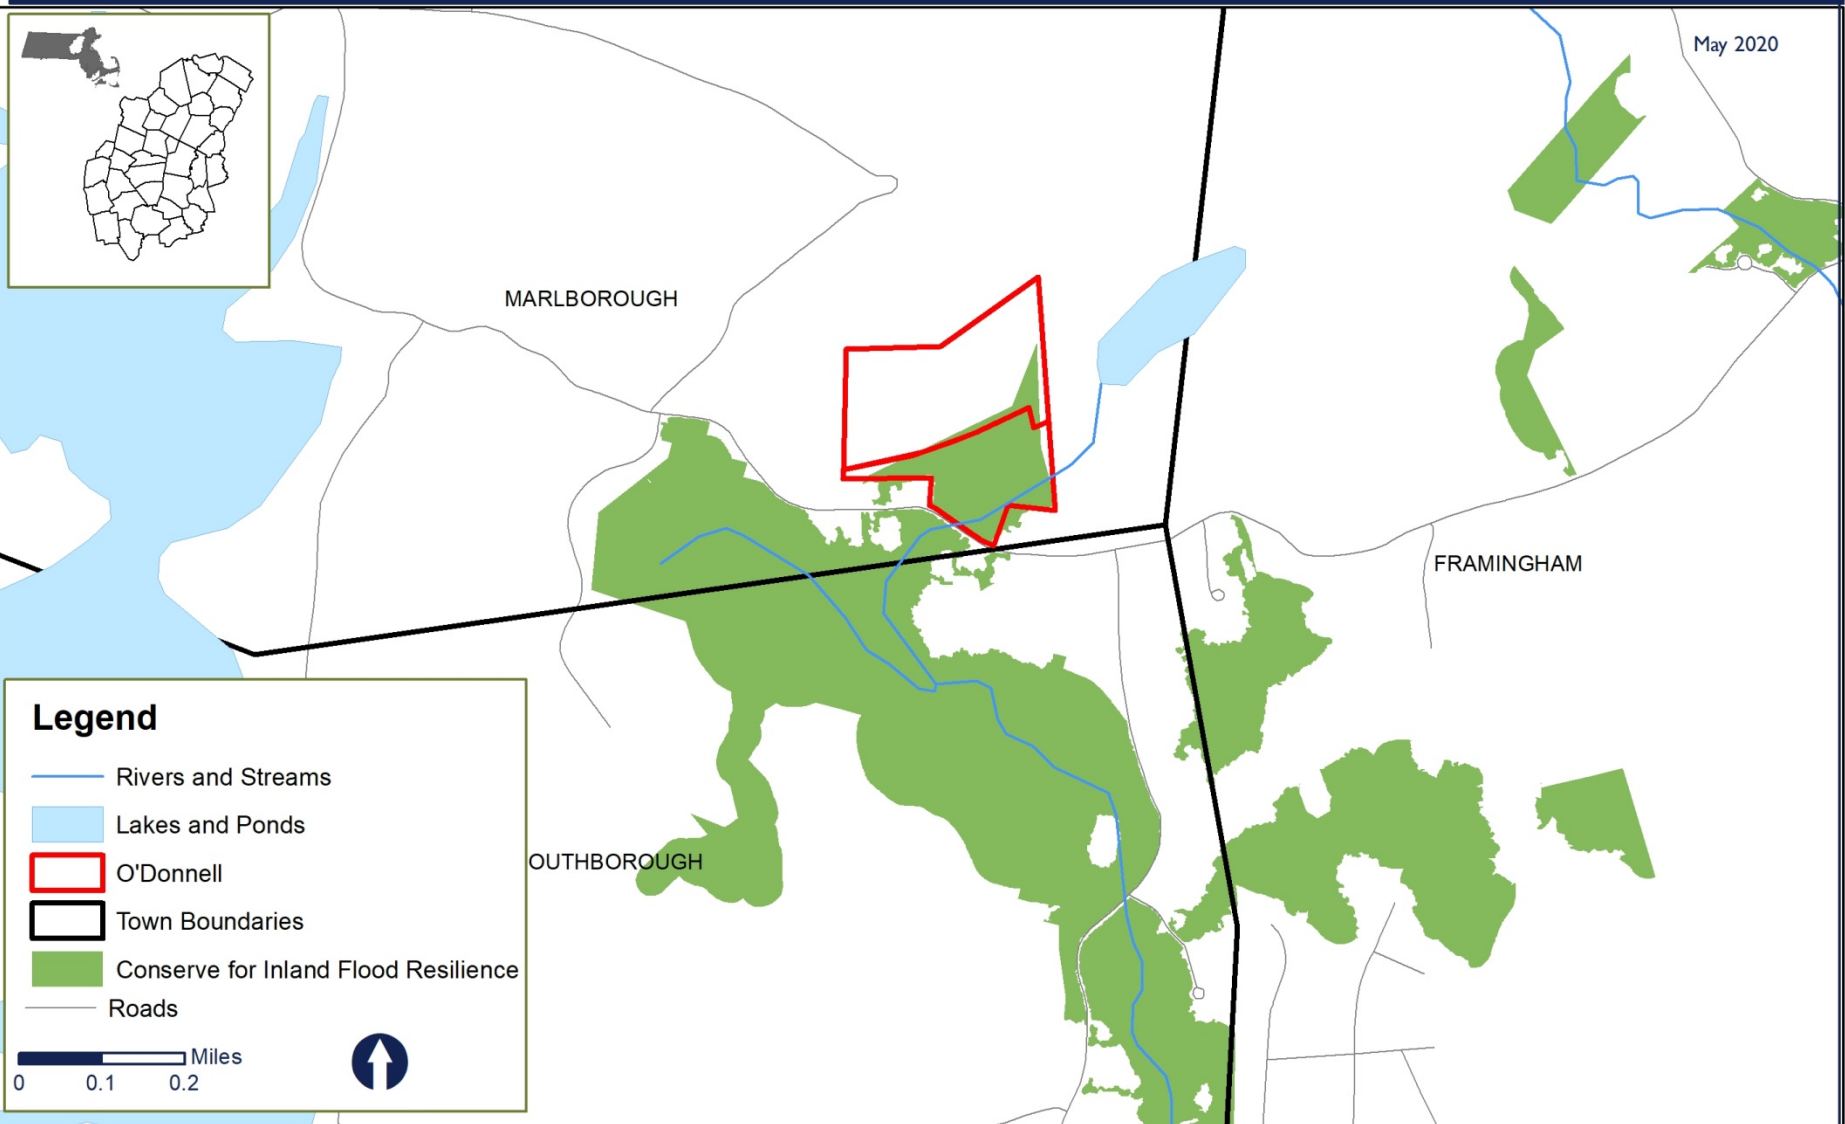 May 2020
MARLBOROUGH
FRAMINGHAM
OUTHBOROUGH
Legend
Rivers and Streams
Lakes and Ponds
O'Donnell
Town Boundaries
Conserve for Inland Flood Resilience
Roads
Miles
0 0.1 0.2